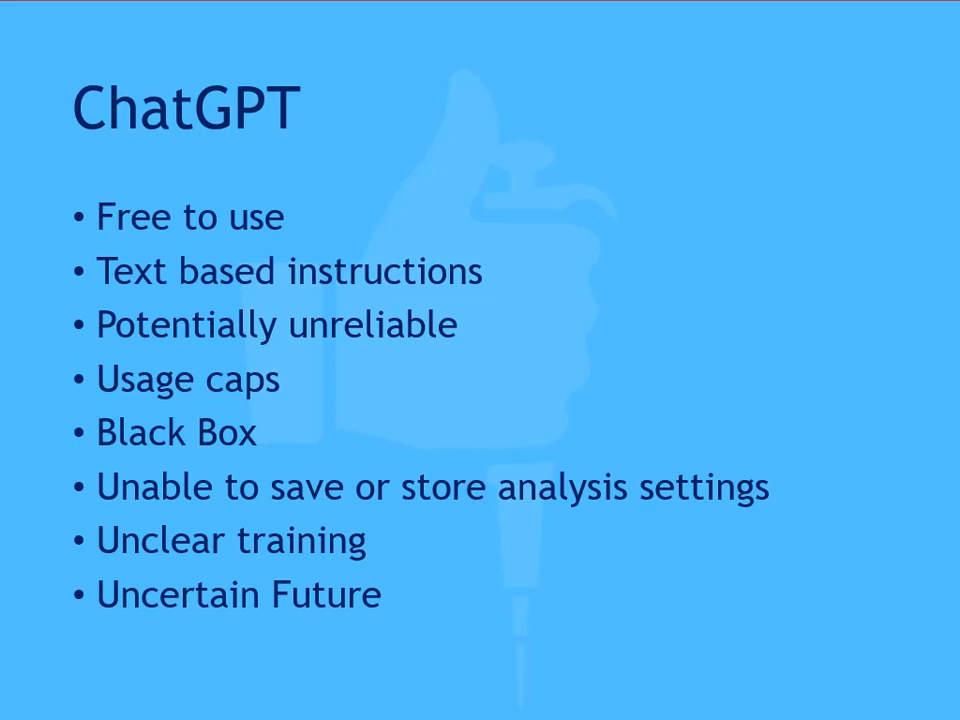 ChatGPT
• Free to use
• Text based instructions
• Potentially unreliable
• Usage caps
• Black Box
• Unable to save or store analysis settings
• Unclear training
• Uncertain Future